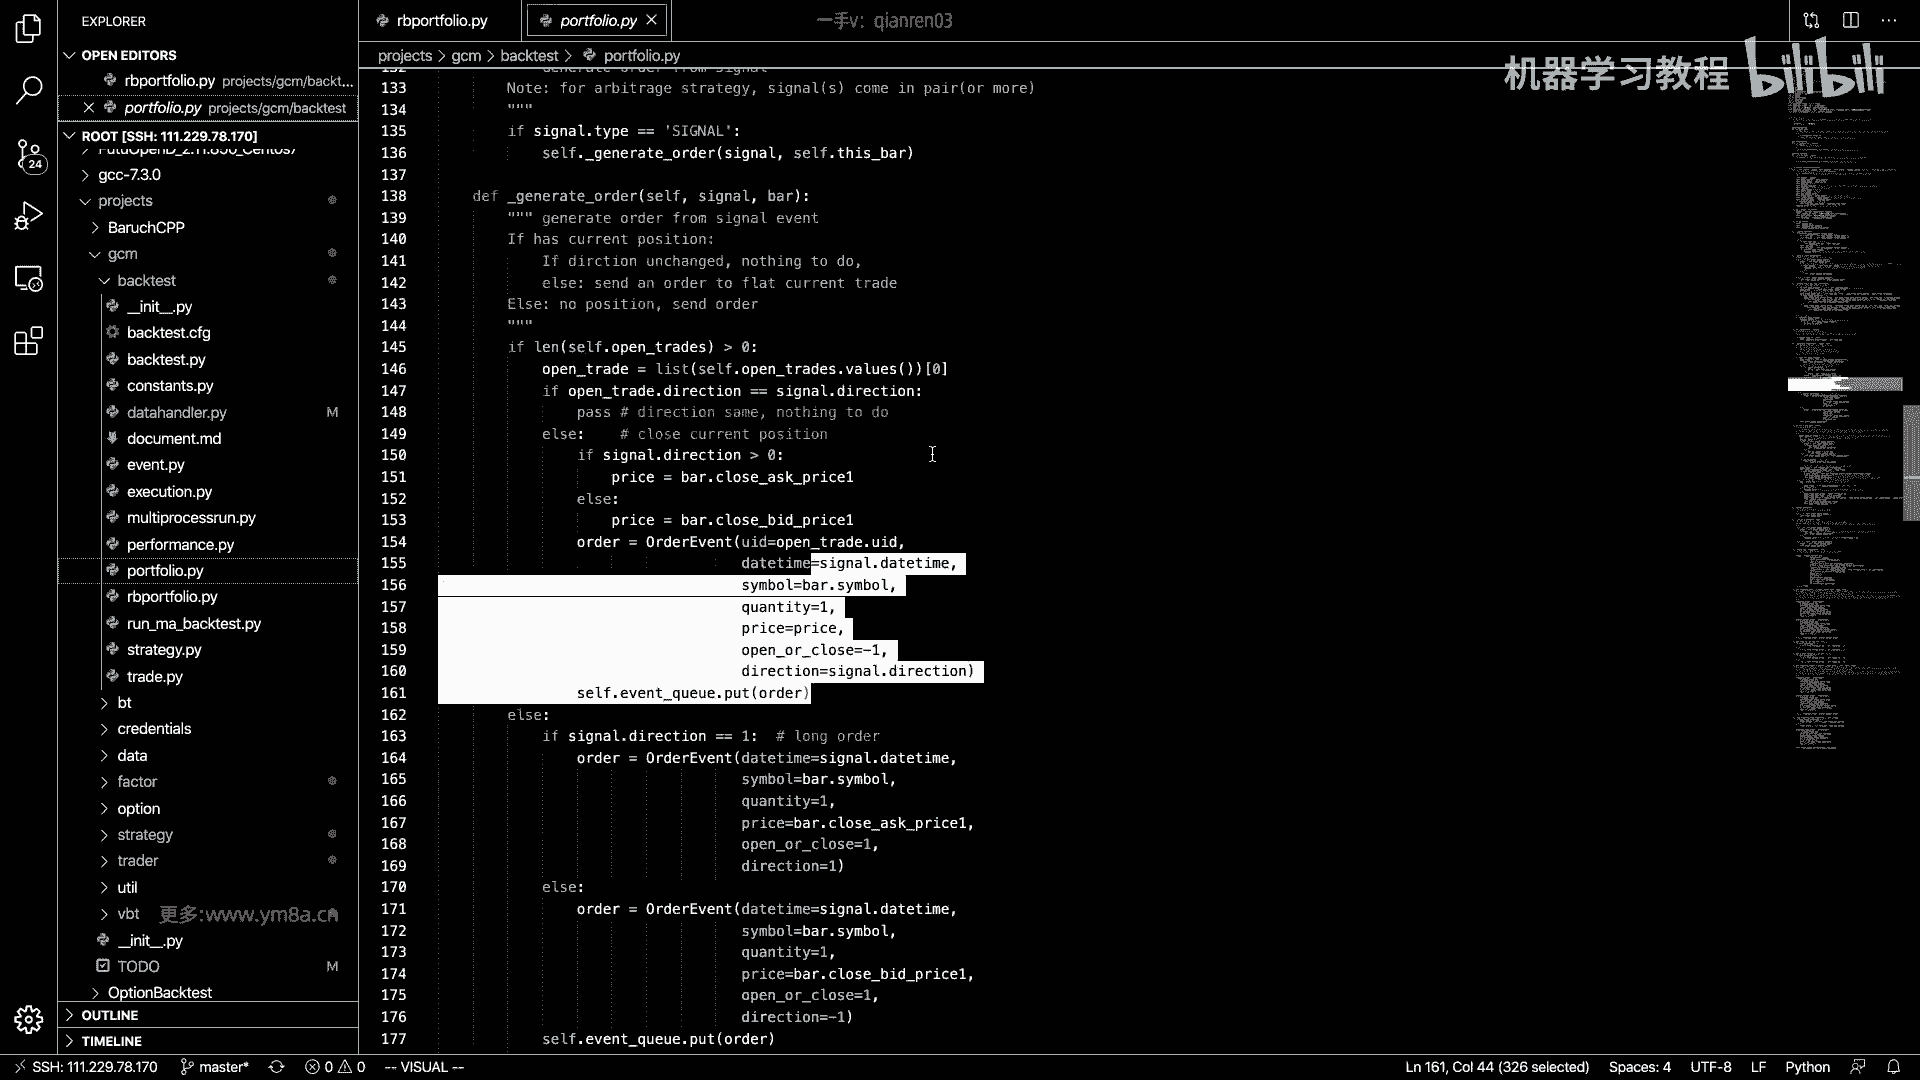 EXPLORER
OPEN EDITORS
rbportfolio.py projects/gcm/backt...
portfolio.py projects/gcm/backtest
ROOT [SSH: 111.229.78.170]
gcc-7.3.0
projects
BaruchCPP
gcm
backtest
__init__.py
backtest.cfg
backtest.py
constants.py
datahandler.py M
document.md
event.py
execution.py
multiprocessrun.py
performance.py
portfolio.py
rbportfolio.py
run_ma_backtest.py
strategy.py
trade.py
bt
credentials
data
factor
option
strategy
trader
util
vbt
更多:www.ym8a.cn
__init__.py
TODO M
OptionBacktest
OUTLINE
TIMELINE
24
rbportfolio.py
portfolio.py
一手v: qianren03
projects > gcm > backtest > portfolio.py
机器学习教程 bilibili
132 generate order from signal
133 Note: for arbitrage strategy, signal(s) come in pair(or more)
134 """
135 if signal.type == 'SIGNAL':
136 self._generate_order(signal, self.this_bar)
137
138 def _generate_order(self, signal, bar):
139 """ generate order from signal event
140 If has current position:
141 If dirction unchanged, nothing to do,
142 else: send an order to flat current trade
143 Else: no position, send order
144 """
145 if len(self.open_trades) > 0:
146 open_trade = list(self.open_trades.values())[0]
147 if open_trade.direction == signal.direction:
148 pass # direction same, nothing to do
149 else: # close current position
150 if signal.direction > 0:
151 price = bar.close_ask_price1
152 else:
153 price = bar.close_bid_price1
154 order = OrderEvent(uid=open_trade.uid,
155 datetime=signal.datetime,
156 symbol=bar.symbol,
157 quantity=1,
158 price=price,
159 open_or_close=-1,
160 direction=signal.direction)
161 self.event_queue.put(order)
162 else:
163 if signal.direction == 1: # long order
164 order = OrderEvent(datetime=signal.datetime,
165 symbol=bar.symbol,
166 quantity=1,
167 price=bar.close_ask_price1,
168 open_or_close=1,
169 direction=1)
170 else:
171 order = OrderEvent(datetime=signal.datetime,
172 symbol=bar.symbol,
173 quantity=1,
174 price=bar.close_bid_price1,
175 open_or_close=1,
176 direction=-1)
177 self.event_queue.put(order)
SSH: 111.229.78.170 master* 0 0 -- VISUAL -- Ln 161, Col 44 (326 selected) Spaces: 4 UTF-8 LF Python